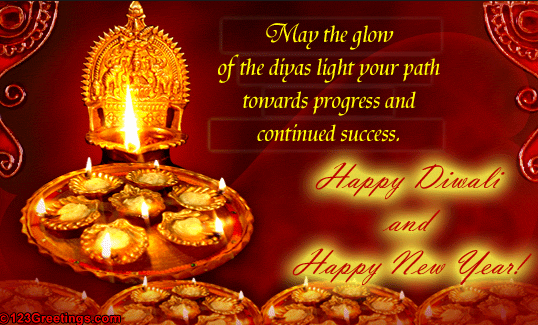 May the glow
of the diyas light your path
towards progress and
continued success.
Happy Diwali
and
Happy New Year!
©123Greetings.com